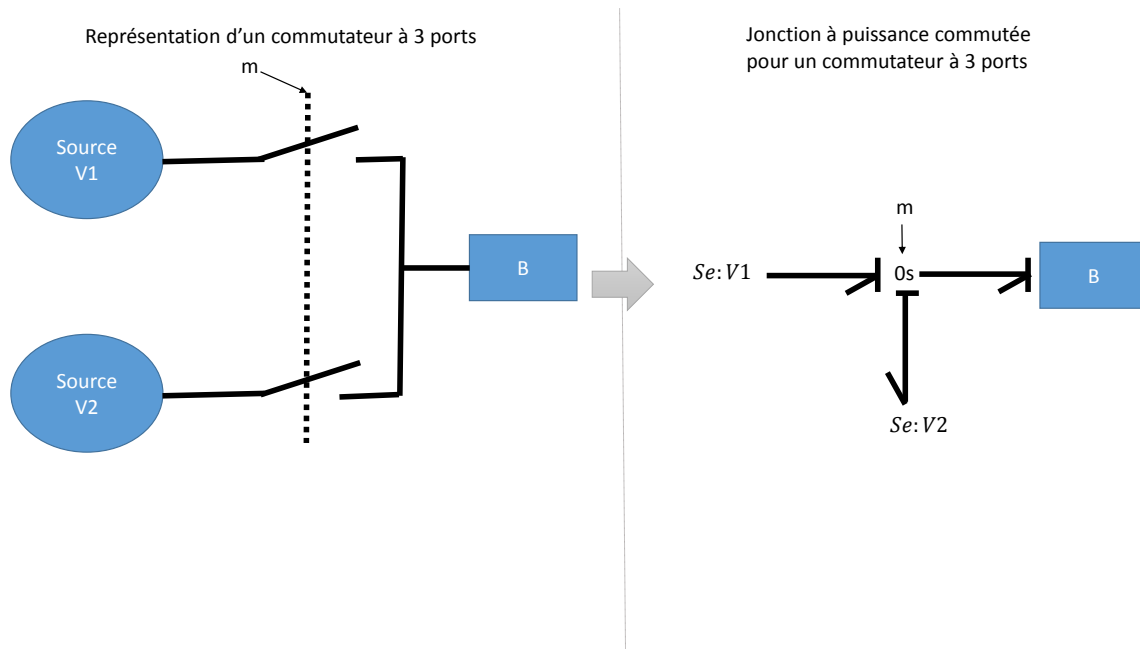 Représentation d’un commutateur à 3 ports
m
Source
V1
B
Source
V2
Jonction à puissance commutée
pour un commutateur à 3 ports
m
Se: V1
0s
B
Se: V2